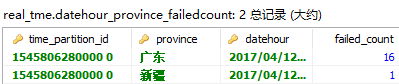 real_tme.datehour_province_failedcount: 2 总记录 (大约)
time_partition_id province datehour failed_count
1545806280000 0 广东 2017/04/12... 16
1545806280000 0 新疆 2017/04/12... 1